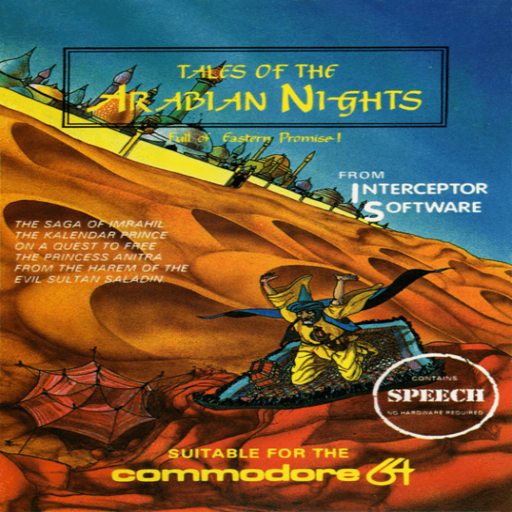 TALES OF THE
ARABIAN NIGHTS
Full of Eastern Promise!
FROM
INTERCEPTOR
SOFTWARE
THE SAGA OF IMRAHIL
THE KALENDAR PRINCE
ON A QUEST TO FREE
THE PRINCESS ANITRA
FROM THE HAREM OF THE
EVIL SULTAN SALADIN
CONTAINS
SPEECH
NO HARDWARE REQUIRED
SUITABLE FOR THE
commodore 64